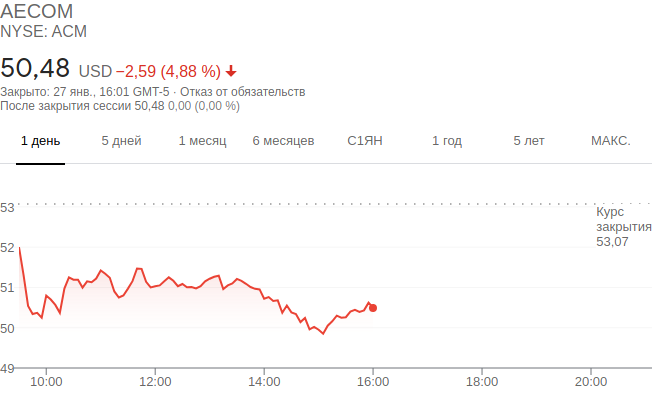 AECOM
NYSE: ACM
50,48 USD −2,59 (4,88 %)
Закрыто: 27 янв., 16:01 GMT-5 · Отказ от обязательств
После закрытия сессии 50,48 0,00 (0,00 %)
1 день 5 дней 1 месяц 6 месяцев С1ЯН 1 год 5 лет МАКС.
53
Курс
закрытия
53,07
52
51
50
49
10:00 12:00 14:00 16:00 18:00 20:00